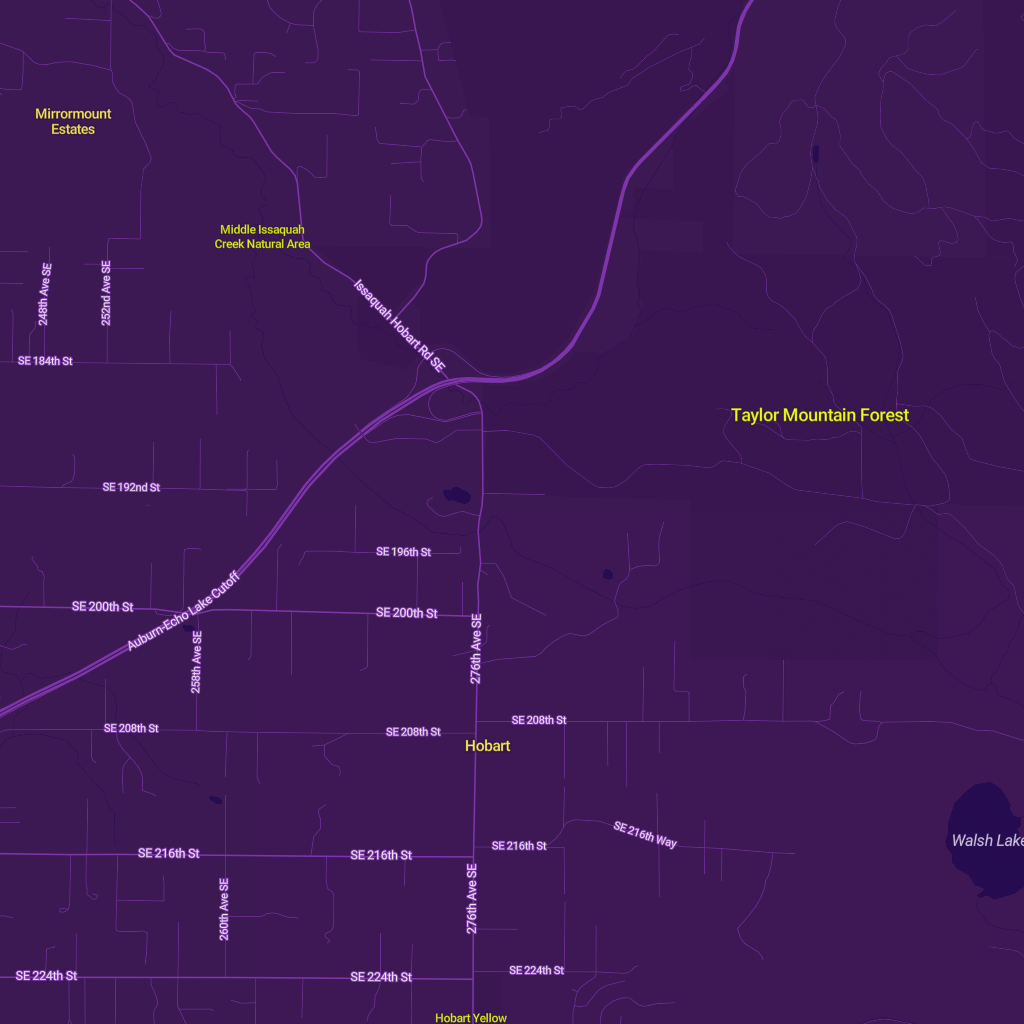 Mirrormount
Estates
Middle Issaquah
Creek Natural Area
248th Ave SE
252nd Ave SE
Issaquah Hobart Rd SE
SE 184th St
Taylor Mountain Forest
SE 192nd St
SE 196th St
Auburn-Echo Lake Cutoff
SE 200th St
SE 200th St
258th Ave SE
276th Ave SE
SE 208th St
SE 208th St
SE 208th St
Hobart
SE 216th Way
Walsh Lake
SE 216th St
SE 216th St
SE 216th St
260th Ave SE
276th Ave SE
SE 224th St
SE 224th St
SE 224th St
Hobart Yellow